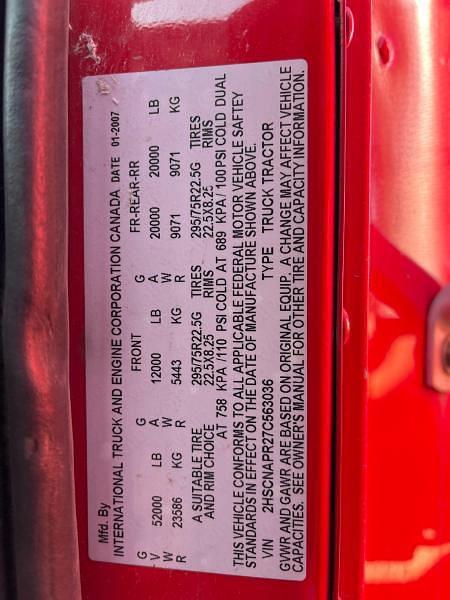 Mfd. By
INTERNATIONAL TRUCK AND ENGINE CORPORATION CANADA DATE 01-2007
G G FRONT G FR-REAR-RR
V 52000 LB A 12000 LB A 20000 20000 LB
W W W
R 23586 KG R 5443 KG R 9071 9071 KG
A SUITABLE TIRE 295/75R22.5G TIRES 295/75R22.5G TIRES
AND RIM CHOICE 22.5X8.25 RIMS 22.5X8.25 RIMS
AT 758 KPA /110 PSI COLD AT 689 KPA / 100PSI COLD DUAL
THIS VEHICLE CONFORMS TO ALL APPLICABLE FEDERAL MOTOR VEHICLE SAFTEY
STANDARDS IN EFFECT ON THE DATE OF MANUFACTURE SHOWN ABOVE.
VIN 2HSCNAPR27C563036 TYPE TRUCK TRACTOR
GVWR AND GAWR ARE BASED ON ORIGINAL EQUIP. A CHANGE MAY AFFECT VEHICLE
CAPACITIES. SEE OWNER'S MANUAL FOR OTHER TIRE AND CAPACITY INFORMATION.